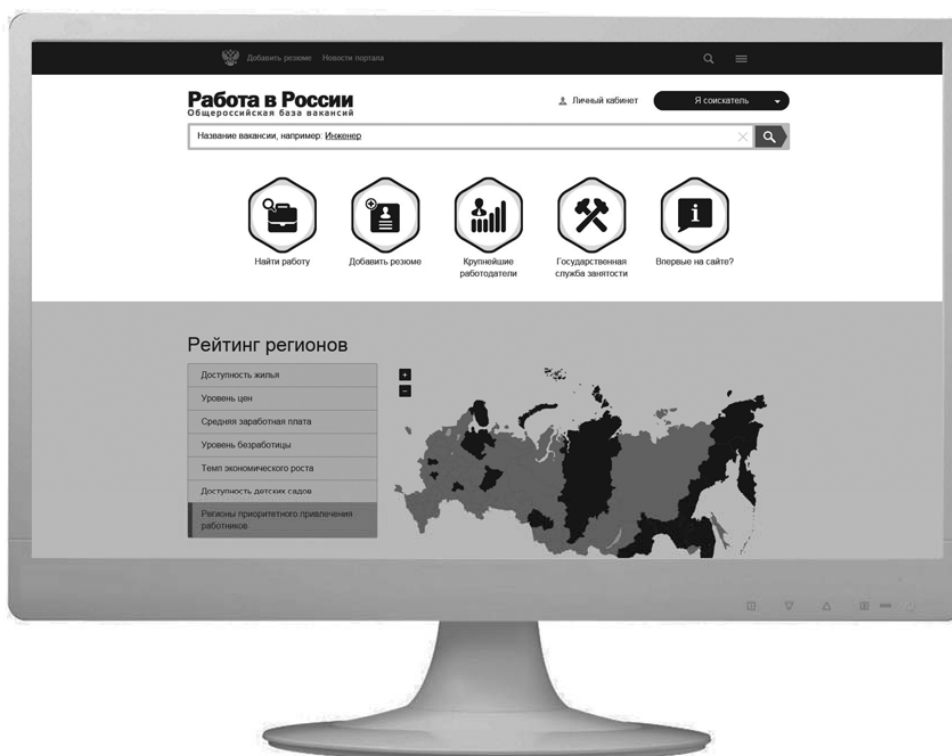 Добавить резюме Новости портала
Работа в России
Общероссийская база вакансий
Личный кабинет
Я соискатель
Название вакансии, например: Инженер
Найти работу
Добавить резюме
Крупнейшие
работодатели
Государственная
служба занятости
Впервые на сайте?
Рейтинг регионов
Доступность жилья
Уровень цен
Средняя заработная плата
Уровень безработицы
Темп экономического роста
Доступность детских садов
Регионы приоритетного привлечения
работников